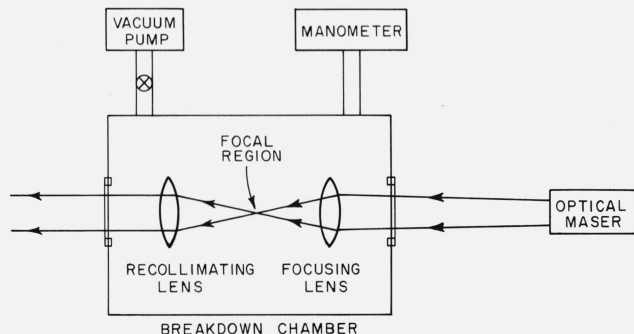 VACUUM
PUMP
MANOMETER
FOCAL
REGION
OPTICAL
MASER
RECOLLIMATING
LENS
FOCUSING
LENS
BREAKDOWN CHAMBER